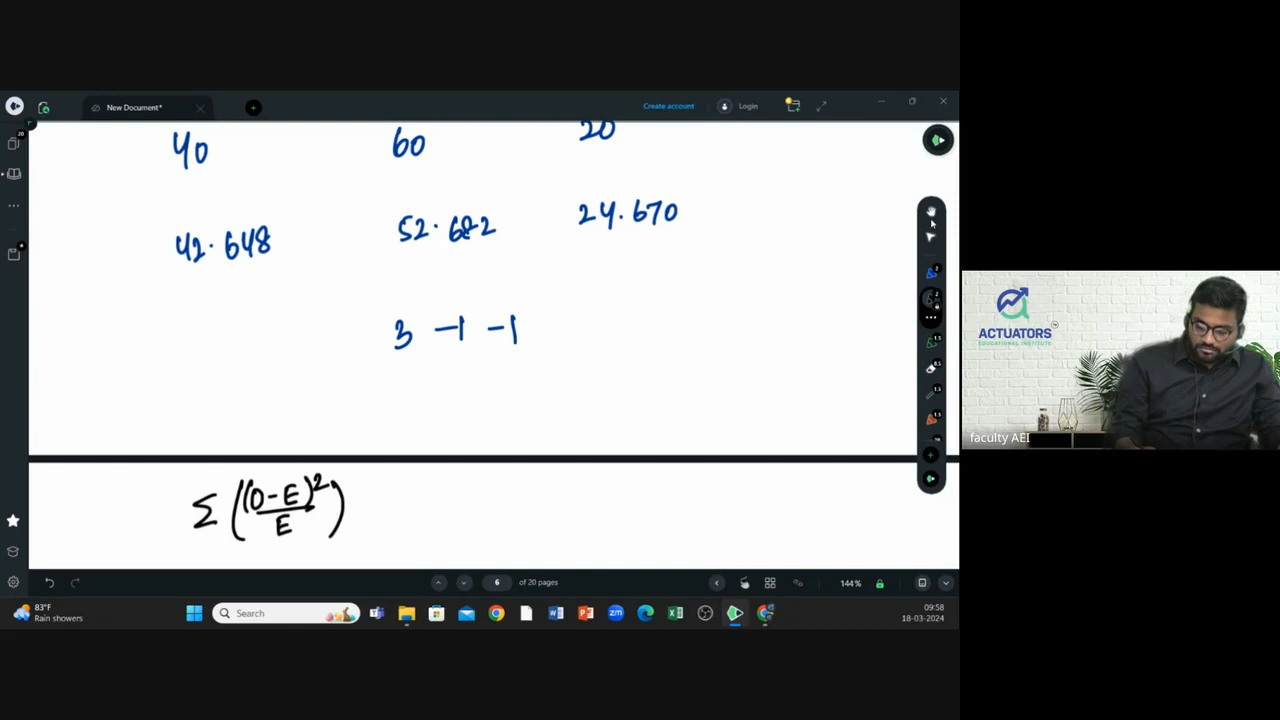 New Document*
Create account
Login
40 60 20
42.648 52.682 24.670
3 -1 -1
Σ ((O-E)²/E)
6 of 20 pages
144%
83°F
Rain showers
Search
09:58
18-03-2024
ACTUATORS
EDUCATIONAL INSTITUTE
faculty AEI